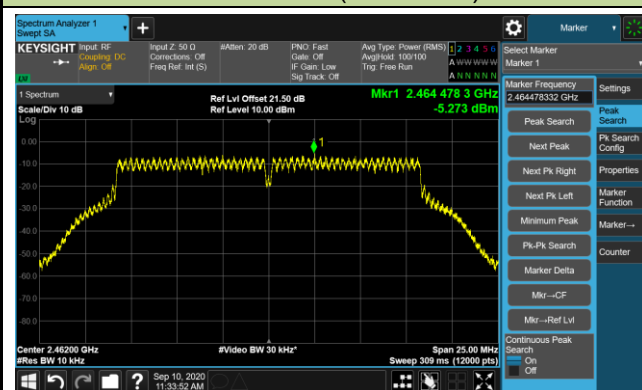 Spectrum Analyzer 1
Swept SA
Marker
KEYSIGHT
Input: RF
Coupling: DC
Align: Off
Input Z: 50 Ω
Corrections: Off
Freq Ref: Int (S)
#Atten: 20 dB
PNO: Fast
Gate: Off
IF Gain: Low
Sig Track: Off
Avg Type: Power (RMS)
Avg|Hold: 100/100
Trig: Free Run
1 2 3 4 5 6
A W W W W W
A N N N N N
Select Marker
Marker 1
LXI
1 Spectrum
Scale/Div 10 dB
Log
Ref Lvl Offset 21.50 dB
Ref Level 10.00 dBm
Mkr1 2.464 478 3 GHz
-5.273 dBm
1
0.00
-10.0
-20.0
-30.0
-40.0
-50.0
-60.0
-70.0
-80.0
Center 2.46200 GHz
#Res BW 10 kHz
#Video BW 30 kHz*
Span 25.00 MHz
Sweep 309 ms (12000 pts)
Marker Frequency
2.464478332 GHz
Peak Search
Next Peak
Next Pk Right
Next Pk Left
Minimum Peak
Pk-Pk Search
Marker Delta
Mkr→CF
Mkr→Ref Lvl
Continuous Peak
Search
On
Off
Settings
Peak
Search
Pk Search
Config
Properties
Marker
Function
Marker→
Counter
?
Sep 10, 2020
11:33:52 AM